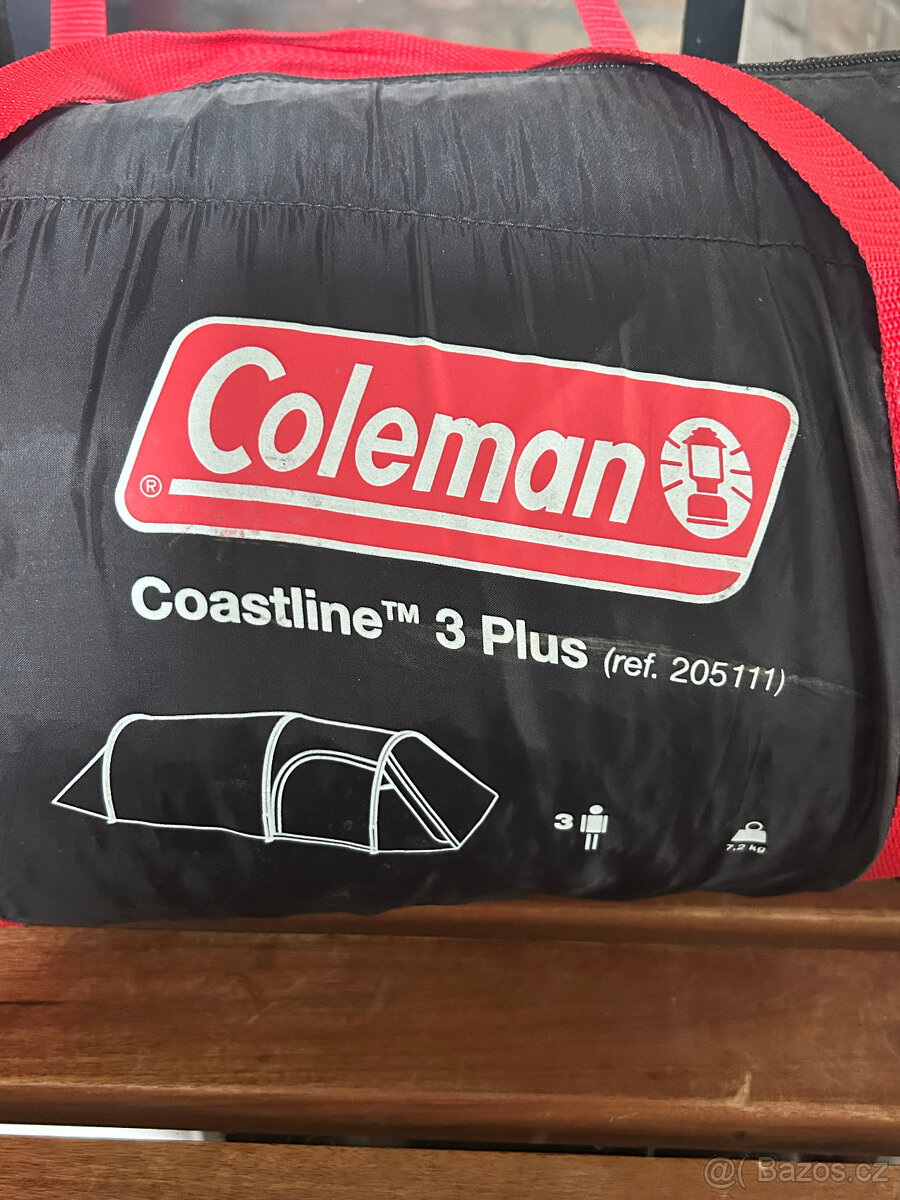 Coleman
®
Coastline™ 3 Plus (ref. 205111)
3
7,2 kg
@( Bazos.cz